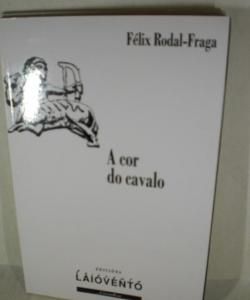 Félix Rodal-Fraga
A cor
do cavalo
EDICIÓNS
LAIOVENTO